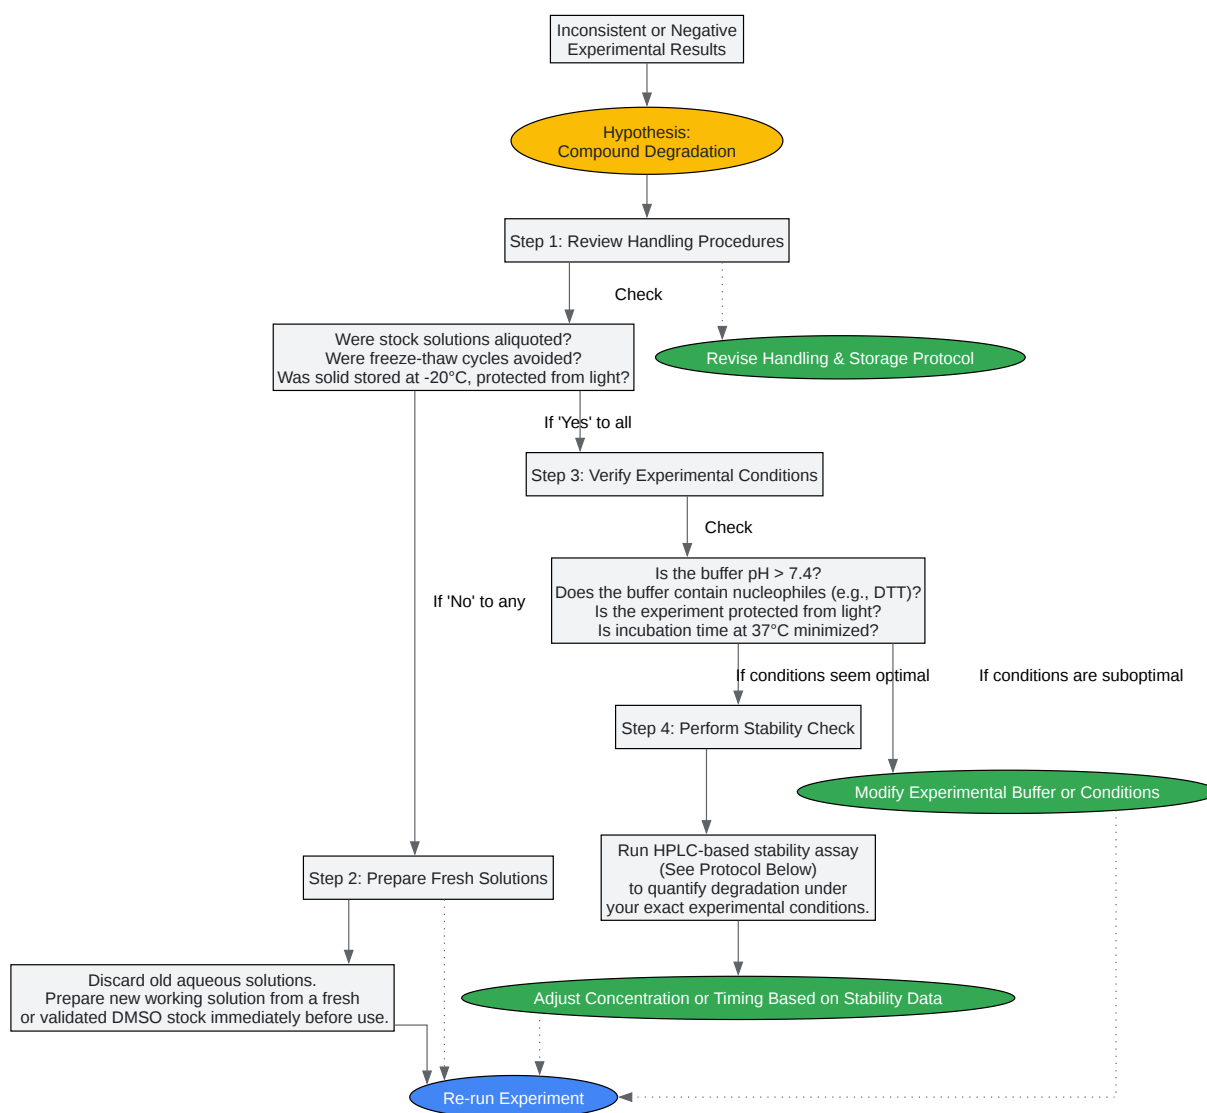 Inconsistent or Negative
Experimental Results
Hypothesis:
Compound Degradation
Step 1: Review Handling Procedures
Check
Were stock solutions aliquoted?
Were freeze-thaw cycles avoided?
Was solid stored at -20°C, protected from light?
Revise Handling & Storage Protocol
If 'Yes' to all
Step 3: Verify Experimental Conditions
Check
Is the buffer pH > 7.4?
Does the buffer contain nucleophiles (e.g., DTT)?
Is the experiment protected from light?
Is incubation time at 37°C minimized?
If 'No' to any
If conditions seem optimal
If conditions are suboptimal
Step 4: Perform Stability Check
Modify Experimental Buffer or Conditions
Run HPLC-based stability assay
(See Protocol Below)
to quantify degradation under
your exact experimental conditions.
Step 2: Prepare Fresh Solutions
Discard old aqueous solutions.
Prepare new working solution from a fresh
or validated DMSO stock immediately before use.
Adjust Concentration or Timing Based on Stability Data
Re-run Experiment